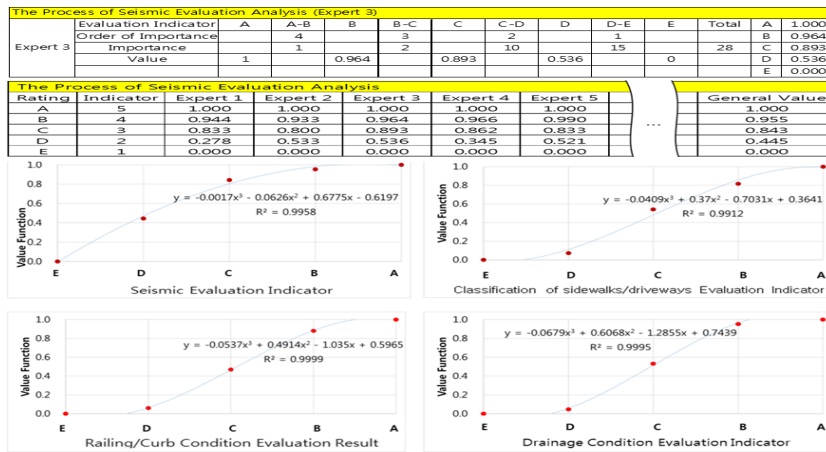 The Process of Seismic Evaluation Analysis (Expert 3)
Expert 3
Evaluation Indicator A A-B B B-C C C-D D D-E E Total A 1.000
Order of Importance 4 3 2 1 B 0.964
Importance 1 2 10 15 28 C 0.893
Value 1 0.964 0.893 0.536 0 D 0.536
E 0.000
The Process of Seismic Evaluation Analysis
Rating Indicator Expert 1 Expert 2 Expert 3 Expert 4 Expert 5 General Value
A 5 1.000 1.000 1.000 1.000 1.000 1.000
B 4 0.944 0.933 0.964 0.966 0.990 ... 0.955
C 3 0.833 0.800 0.893 0.862 0.833 0.843
D 2 0.278 0.533 0.536 0.345 0.521 0.445
E 1 0.000 0.000 0.000 0.000 0.000 0.000
Value Function
1.0
0.8
0.6
0.4
0.2
0.0
y = -0.0017x³ - 0.0626x² + 0.6775x - 0.6197
R² = 0.9958
E D C B A
Seismic Evaluation Indicator
Value Function
1.0
0.8
0.6
0.4
0.2
0.0
y = -0.0409x³ + 0.37x² - 0.7031x + 0.3641
R² = 0.9912
E D C B A
Classification of sidewalks/driveways Evaluation Indicator
Value Function
1.0
0.8
0.6
0.4
0.2
0.0
y = -0.0537x³ + 0.4914x² - 1.035x + 0.5965
R² = 0.9999
E D C B A
Railing/Curb Condition Evaluation Result
Value Function
1.0
0.8
0.6
0.4
0.2
0.0
y = -0.0679x³ + 0.6068x² - 1.2855x + 0.7439
R² = 0.9995
E D C B A
Drainage Condition Evaluation Indicator